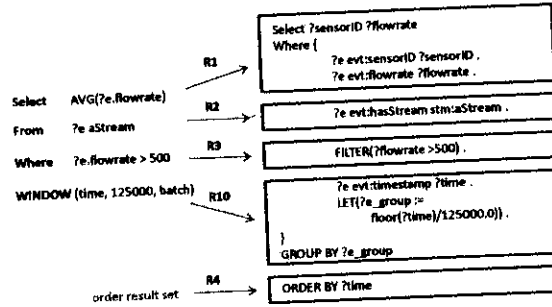 Select ?sensorID ?flowrate
Where {
?e evt:sensorID ?sensorID .
?e evt:flowrate ?flowrate .
R1
Select AVG(?e.flowrate)
R2
From ?e aStream
?e evt:hasStream stm:aStream .
R3
Where ?e.flowrate > 500
FILTER(?flowrate >500) .
WINDOW (time, 125000, batch)
R10
?e evt:timestamp ?time .
LET(?e_group :=
floor(?time)/125000.0)) .
}
GROUP BY ?e_group
R4
order result set
ORDER BY ?time